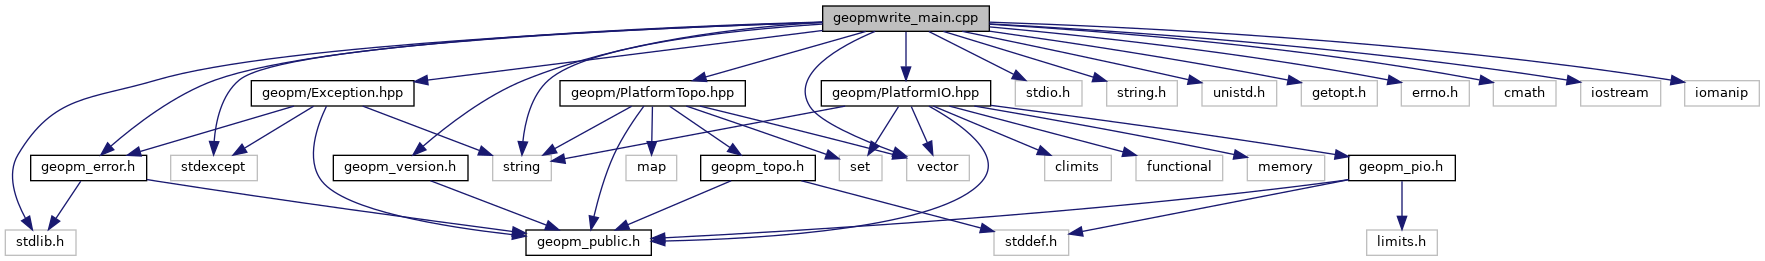 geopmwrite_main.cpp
geopm/Exception.hpp
geopm/PlatformTopo.hpp
geopm/PlatformIO.hpp
stdio.h
string.h
unistd.h
getopt.h
errno.h
cmath
iostream
iomanip
geopm_error.h
stdexcept
geopm_version.h
string
map
geopm_topo.h
set
vector
climits
functional
memory
geopm_pio.h
stdlib.h
geopm_public.h
stddef.h
limits.h